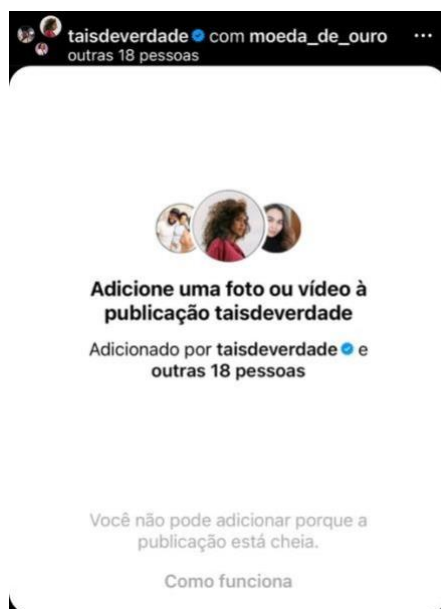 taisdeverdade com moeda_de_ouro
outras 18 pessoas
Adicione uma foto ou vídeo à
publicação taisdeverdade
Adicionado por taisdeverdade e
outras 18 pessoas
Você não pode adicionar porque a
publicação está cheia.
Como funciona